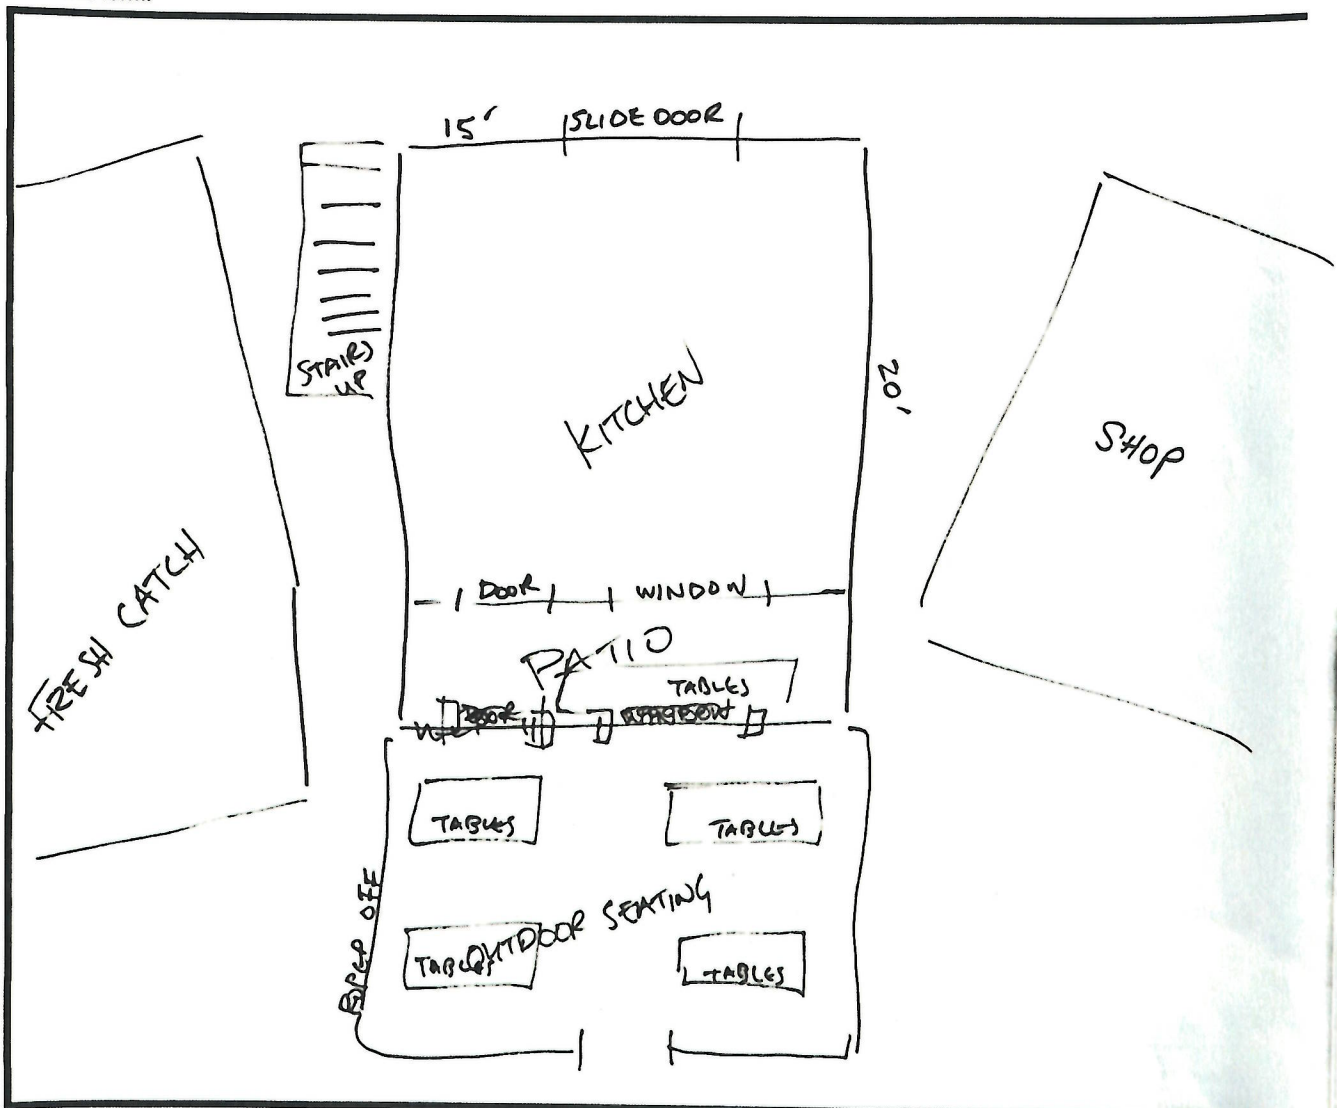 15' SLIDE DOOR
STAIRS
UP
KITCHEN
20'
SHOP
FRESH CATCH
DOOR WINDOW
PATIO
TABLES
TABLES TABLES
OUTDOOR SEATING
TABLES TABLES
OFF